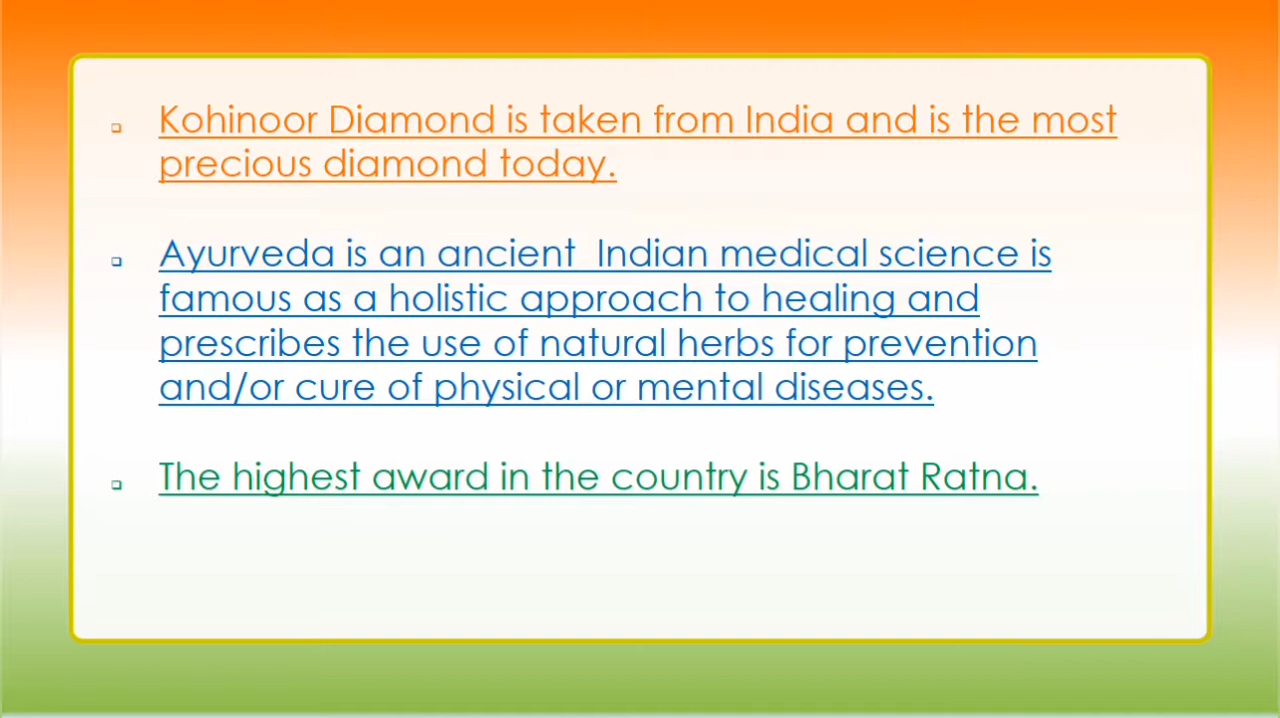 Kohinoor Diamond is taken from India and is the most
precious diamond today.
Ayurveda is an ancient  Indian medical science is
famous as a holistic approach to healing and
prescribes the use of natural herbs for prevention
and/or cure of physical or mental diseases.
The highest award in the country is Bharat Ratna.